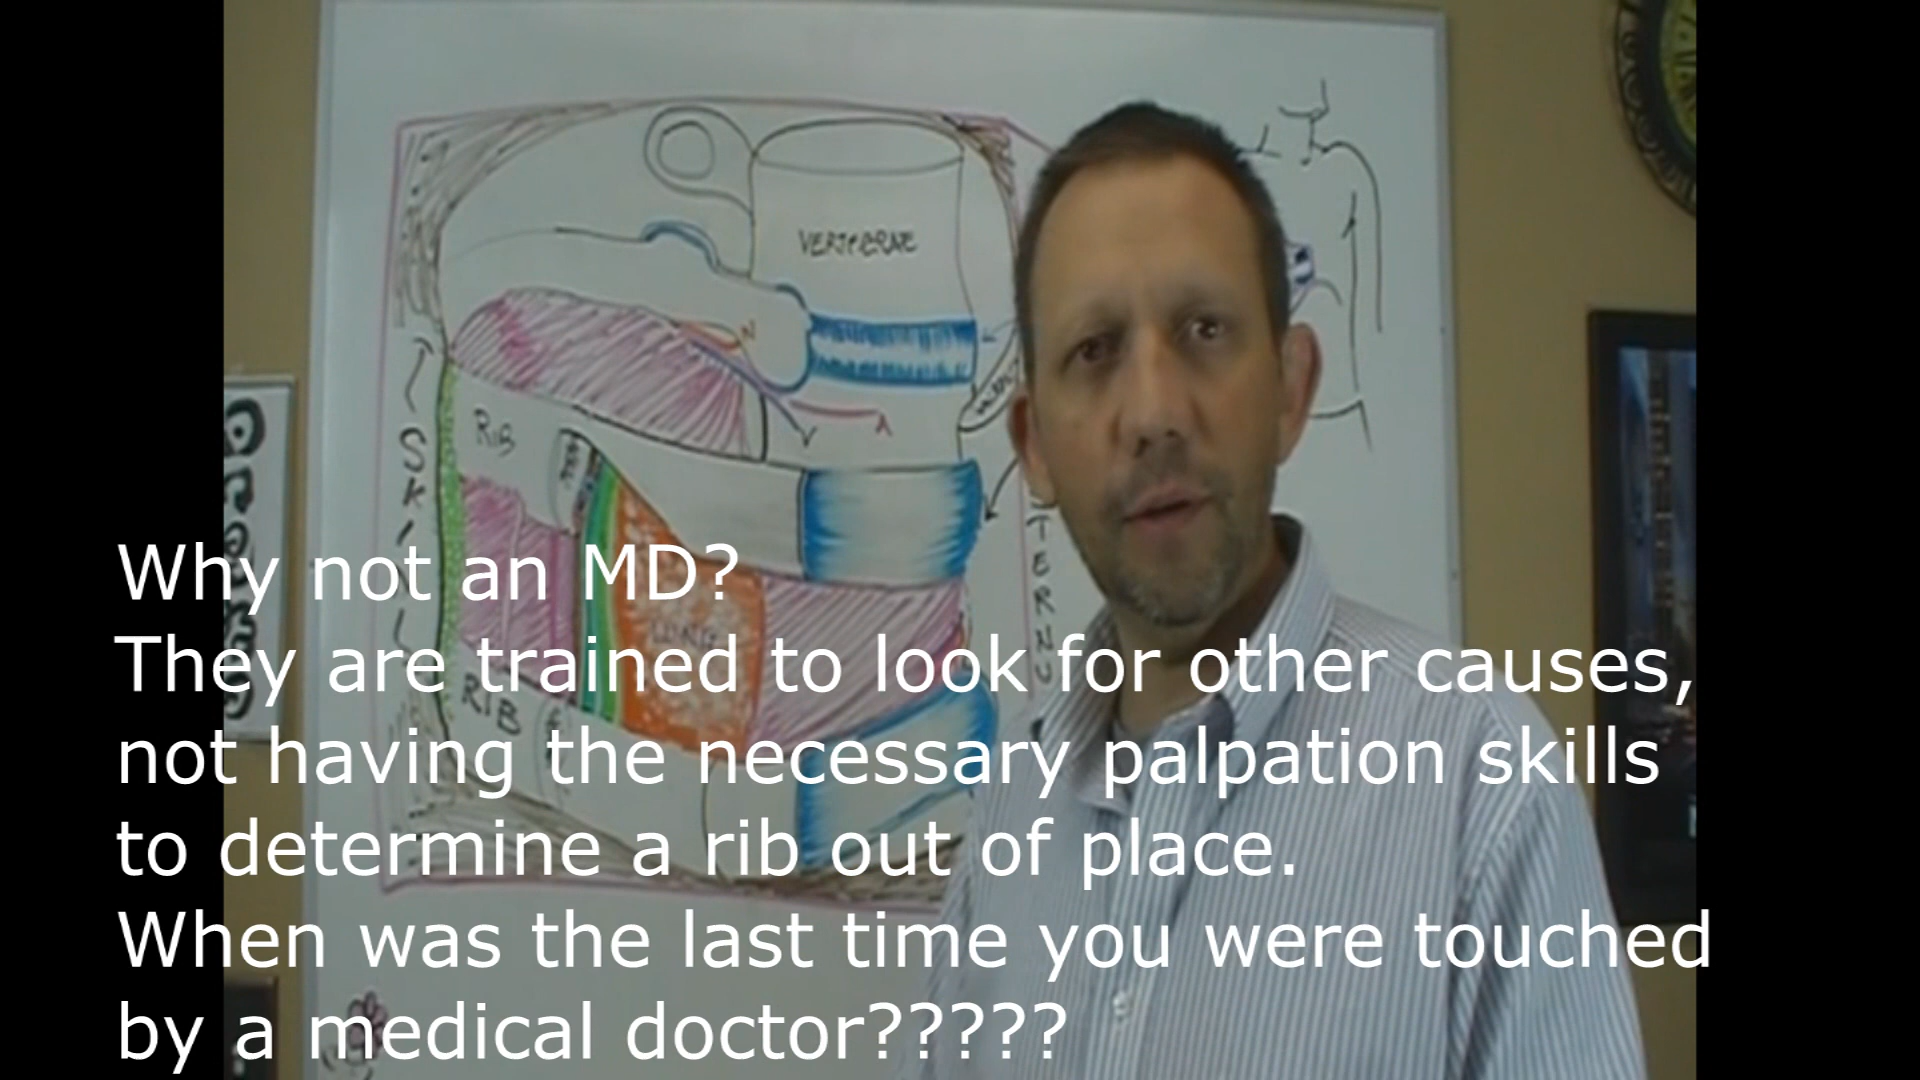 VERTEBRAE
RIB
SKIN
LUNG
RIB
V
A
N
Why not an MD?
They are trained to look for other causes,
not having the necessary palpation skills
to determine a rib out of place.
When was the last time you were touched
by a medical doctor?????